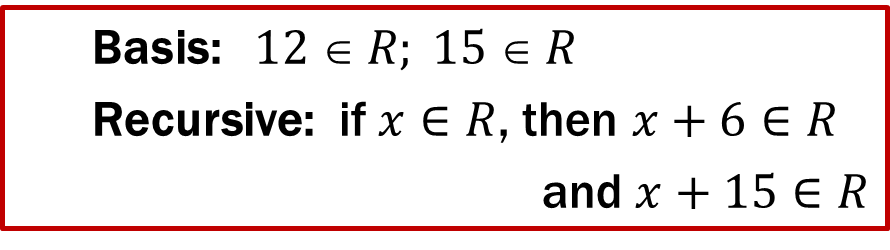 Basis: 12 ∈ R; 15 ∈ R
Recursive: if x ∈ R, then x + 6 ∈ R
and x + 15 ∈ R